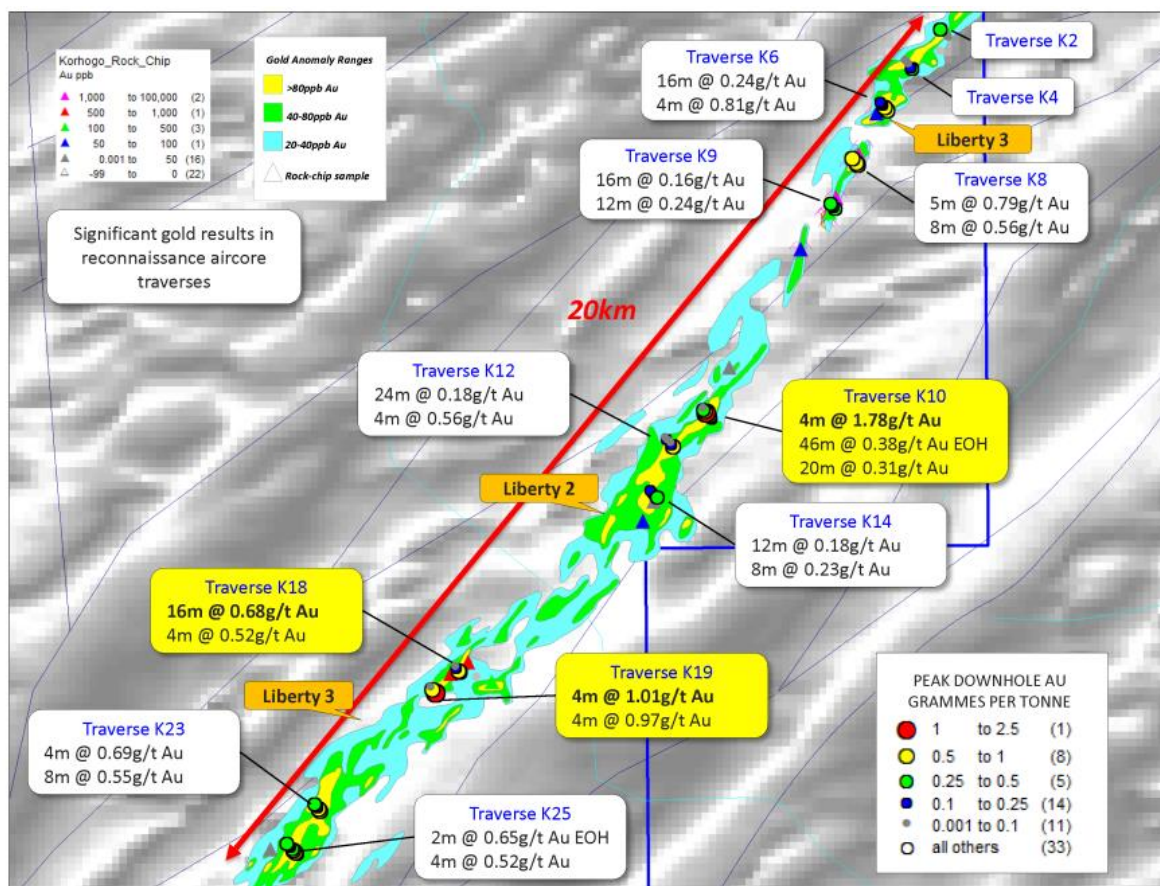 Korhogo_Rock_Chip
Au ppb
1,000 to 100,000 (2)
500 to 1,000 (1)
100 to 500 (3)
50 to 100 (1)
0.001 to 50 (16)
-99 to 0 (22)
Gold Anomaly Ranges
>80ppb Au
40-80ppb Au
20-40ppb Au
Rock-chip sample
Significant gold results in
reconnaissance aircore
traverses
Traverse K2
Traverse K6
16m @ 0.24g/t Au
4m @ 0.81g/t Au
Traverse K4
Liberty 3
Traverse K9
16m @ 0.16g/t Au
12m @ 0.24g/t Au
Traverse K8
5m @ 0.79g/t Au
8m @ 0.56g/t Au
20km
Traverse K12
24m @ 0.18g/t Au
4m @ 0.56g/t Au
Traverse K10
4m @ 1.78g/t Au
46m @ 0.38g/t Au EOH
20m @ 0.31g/t Au
Liberty 2
Traverse K14
12m @ 0.18g/t Au
8m @ 0.23g/t Au
Traverse K18
16m @ 0.68g/t Au
4m @ 0.52g/t Au
Traverse K19
4m @ 1.01g/t Au
4m @ 0.97g/t Au
Liberty 3
Traverse K23
4m @ 0.69g/t Au
8m @ 0.55g/t Au
Traverse K25
2m @ 0.65g/t Au EOH
4m @ 0.52g/t Au
PEAK DOWNHOLE AU
GRAMMES PER TONNE
1 to 2.5 (1)
0.5 to 1 (8)
0.25 to 0.5 (5)
0.1 to 0.25 (14)
0.001 to 0.1 (11)
all others (33)